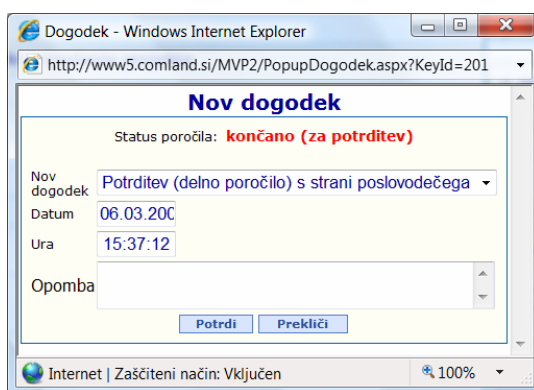 Dogodek - Windows Internet Explorer
http://www5.comland.si/MVP2/PopupDogodek.aspx?KeyId=201
Nov dogodek
Status poročila: končano (za potrditev)
Nov dogodek Potrditev (delno poročilo) s strani poslovodečega
Datum 06.03.200
Ura 15:37:12
Opomba
Potrdi Prekliči
Internet | Zaščiteni način: Vključen 100%